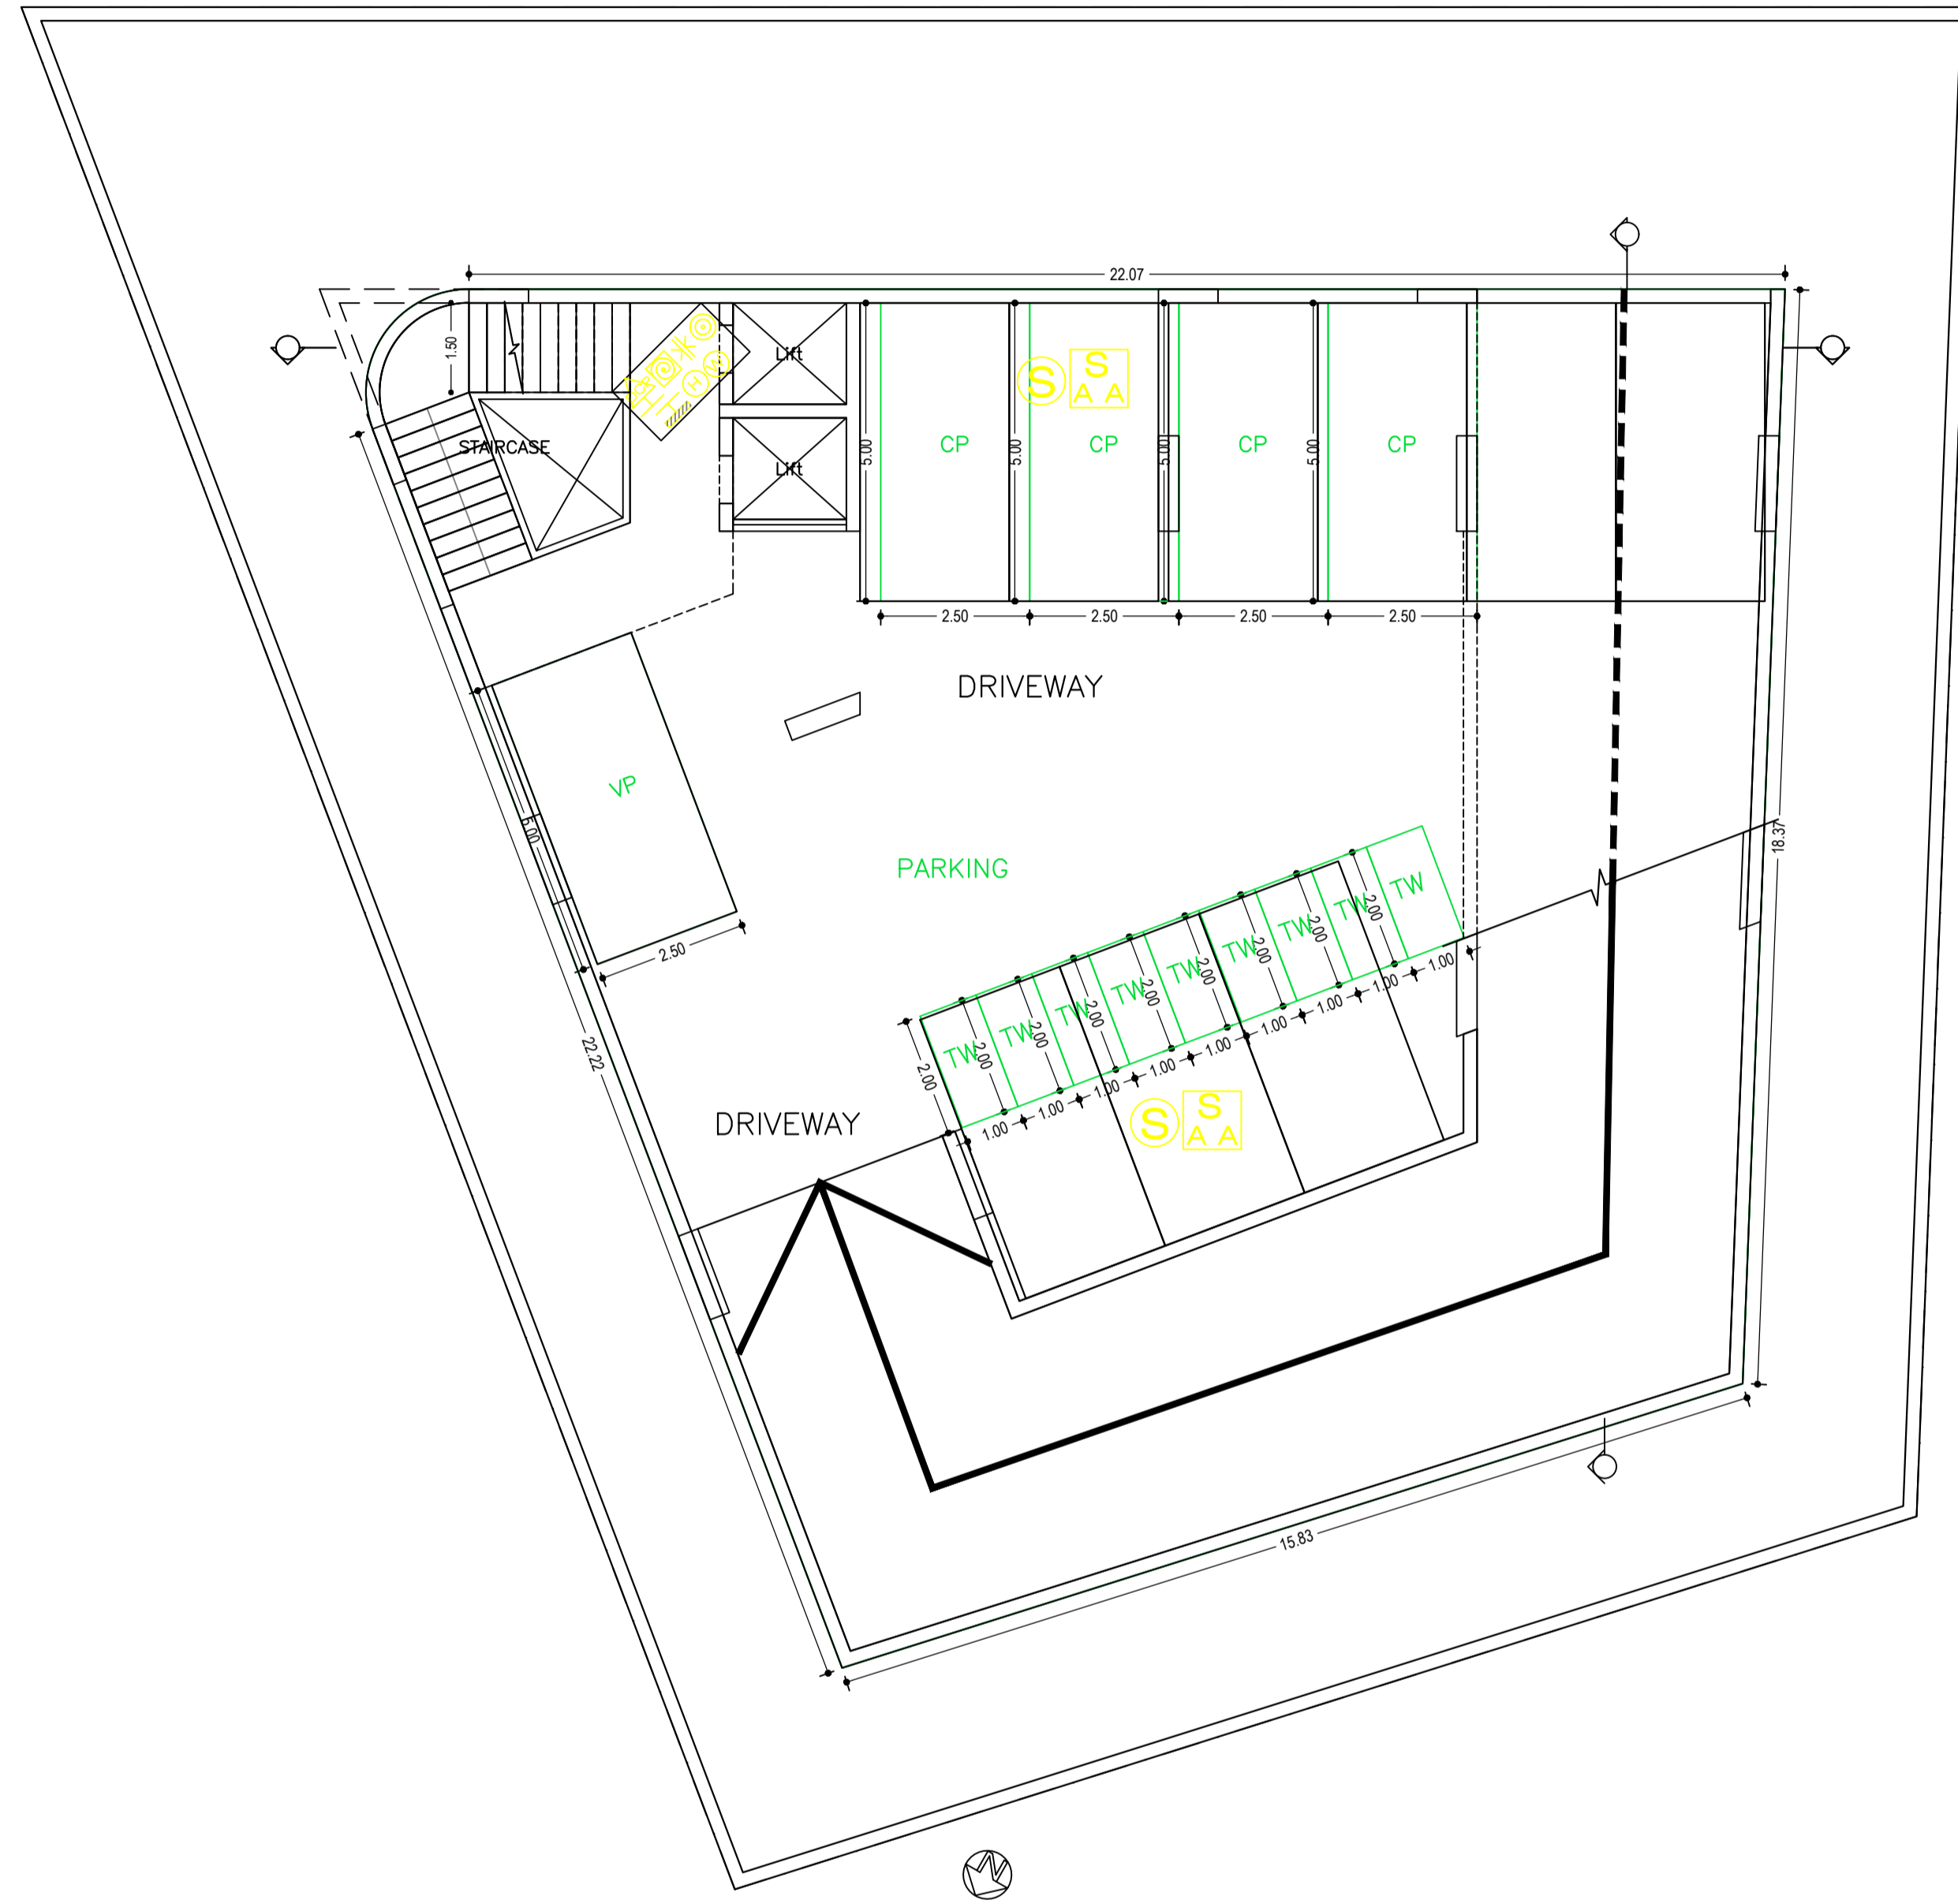 22.07
1.50
Lift
S
S
A A
STAIRCASE
Lift
5.00
CP
5.00
CP
5.00
CP
5.00
CP
2.50
2.50
2.50
2.50
DRIVEWAY
VP
5.00
2.50
PARKING
18.37
TW
TW
TW
TW
TW
TW
TW
TW
TW
2.00
2.00
2.00
2.00
2.00
2.00
2.00
2.00
2.00
1.00
1.00
1.00
1.00
1.00
1.00
1.00
1.00
1.00
22.22
DRIVEWAY
S
S
A A
15.83